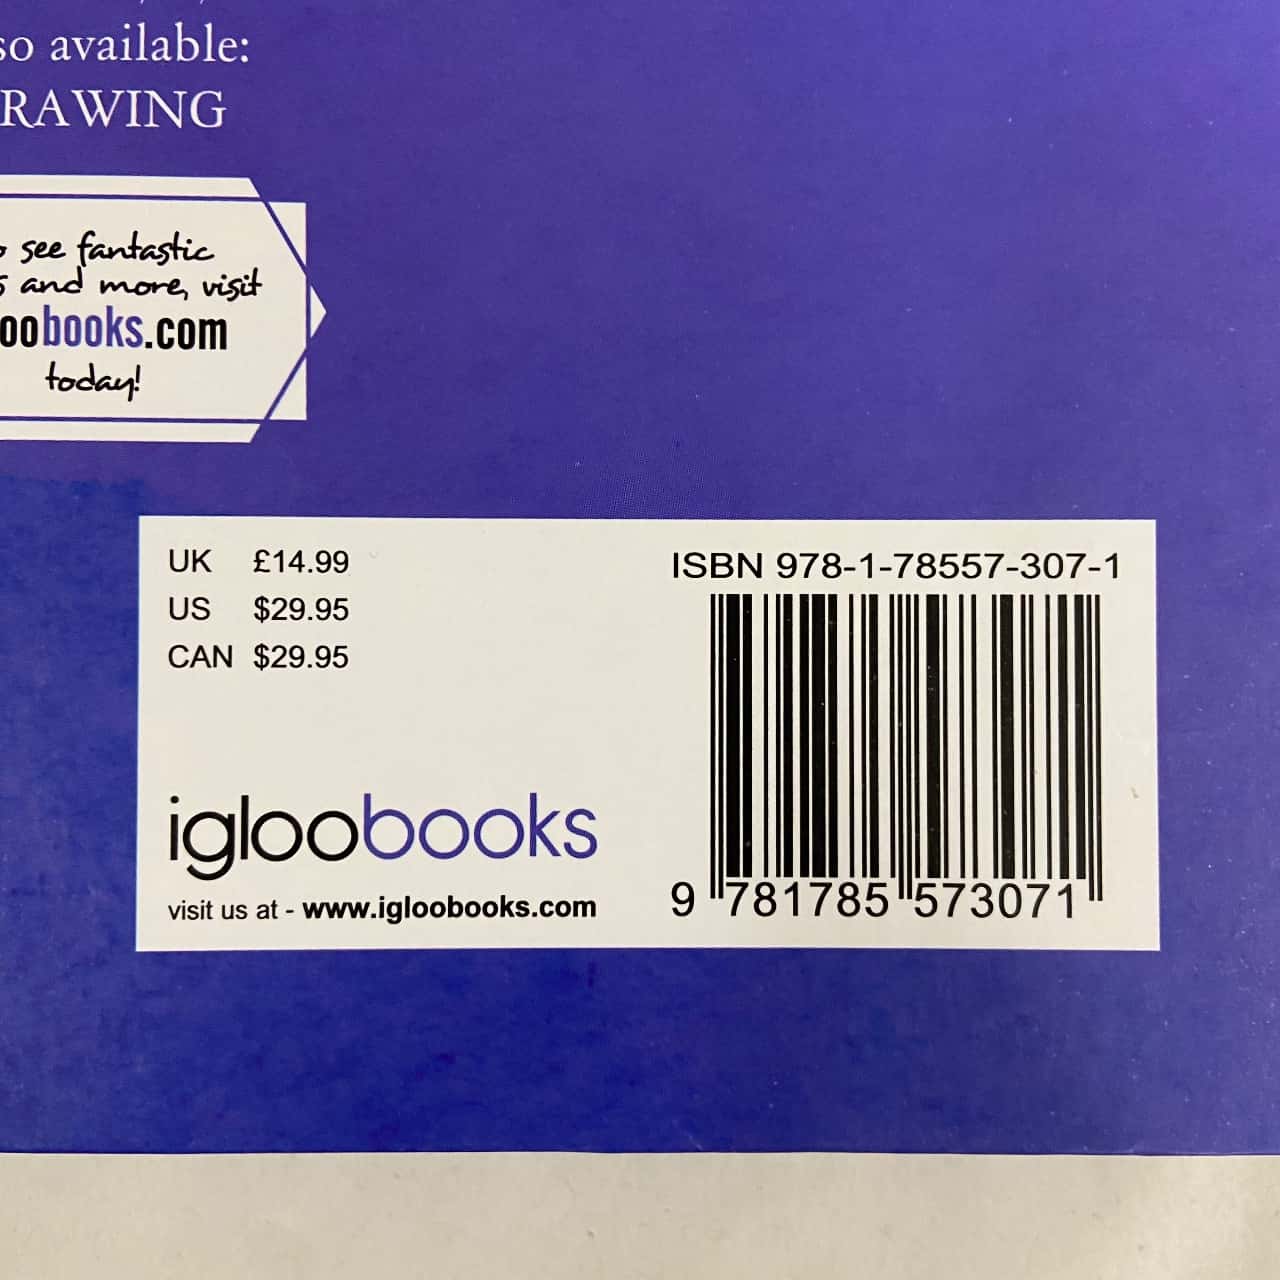 so available:
RAWING
see fantastic
and more, visit
oobooks.com
today!
UK £14.99
US $29.95
CAN $29.95
igloobooks
visit us at - www.igloobooks.com
ISBN 978-1-78557-307-1
9 781785 573071